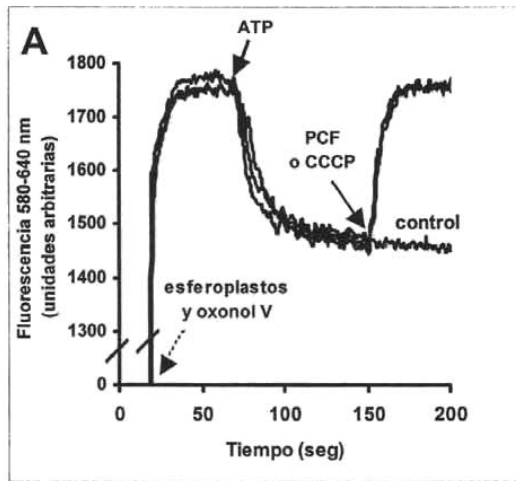 A
ATP
Fluorescencia 580-640 nm
(unidades arbitrarias)
1800
1700
1600
1500
1400
1300
0
PCF
o CCCP
control
esferoplastos
y oxonol V
0
50
100
150
200
Tiempo (seg)